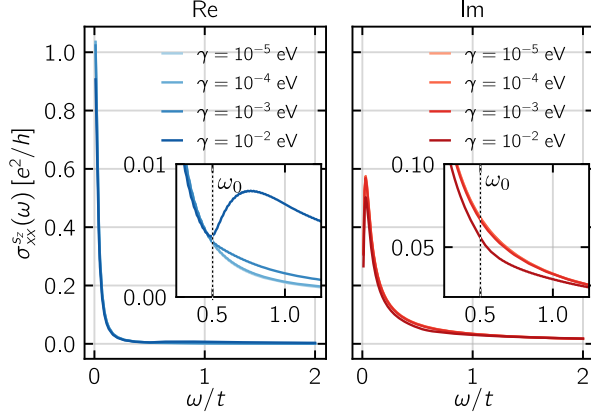 Re
Im
σ_{xx}^{s_z}(ω) [e²/h]
1.0
0.8
0.6
0.4
0.2
0.0
γ = 10⁻⁵ eV
γ = 10⁻⁴ eV
γ = 10⁻³ eV
γ = 10⁻² eV
0.01
0.00
ω₀
0.5 1.0
0 1 2
ω/t
γ = 10⁻⁵ eV
γ = 10⁻⁴ eV
γ = 10⁻³ eV
γ = 10⁻² eV
0.10
0.05
ω₀
0.5 1.0
0 1 2
ω/t